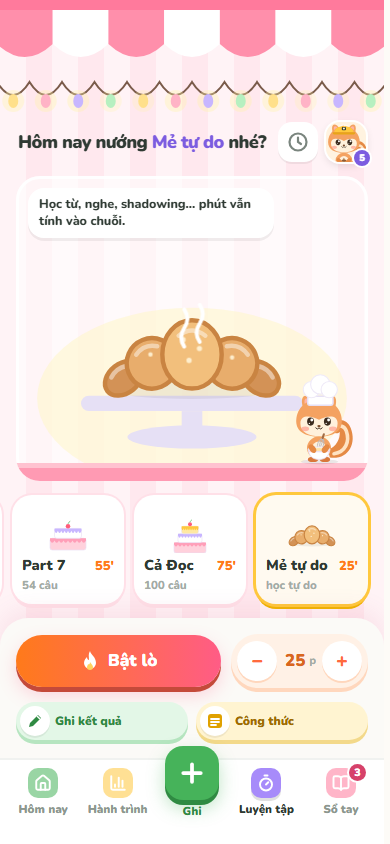 Hôm nay nướng Mẻ tự do nhé?
5
Học từ, nghe, shadowing... phút vẫn
tính vào chuỗi.
Part 7 55'
54 câu
Cả Đọc 75'
100 câu
Mẻ tự do 25'
học tự do
Bật lò
− 25 p +
Ghi kết quả
Công thức
Hôm nay
Hành trình
Ghi
Luyện tập
3
Sổ tay